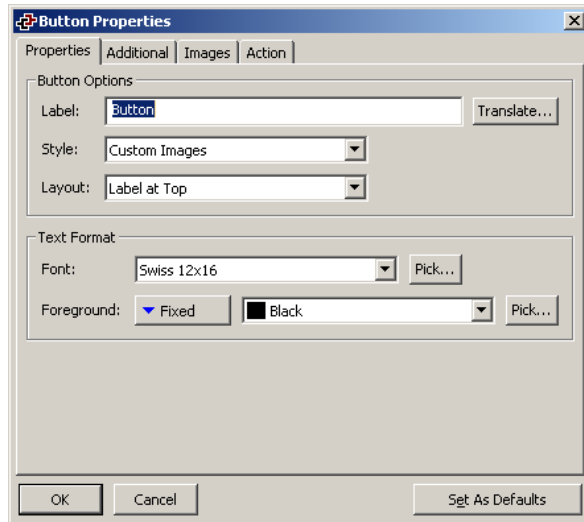 Button Properties
Properties Additional Images Action
Button Options
Label: Button Translate...
Style: Custom Images
Layout: Label at Top
Text Format
Font: Swiss 12x16 Pick...
Foreground: Fixed Black Pick...
OK Cancel Set As Defaults